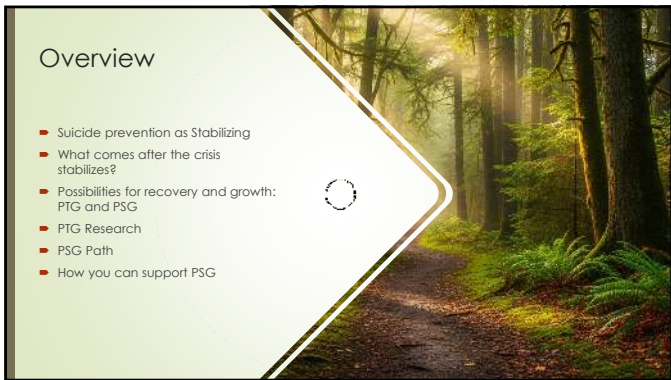 Overview
Suicide prevention as Stabilizing
What comes after the crisis
stabilizes?
Possibilities for recovery and growth:
PTG and PSG
PTG Research
PSG Path
How you can support PSG